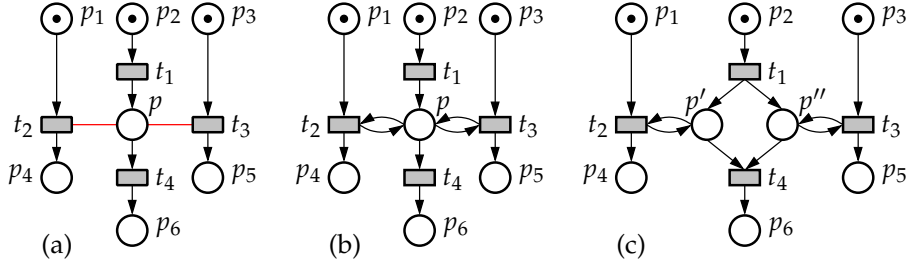 p1 p2 p3 p1 p2 p3 p1 p2 p3
t1 t1 t1
p p p′ p″
t2 t3 t2 t3 t2 t3
p4 t4 p5 p4 t4 p5 p4 t4 p5
(a) p6 (b) p6 (c) p6